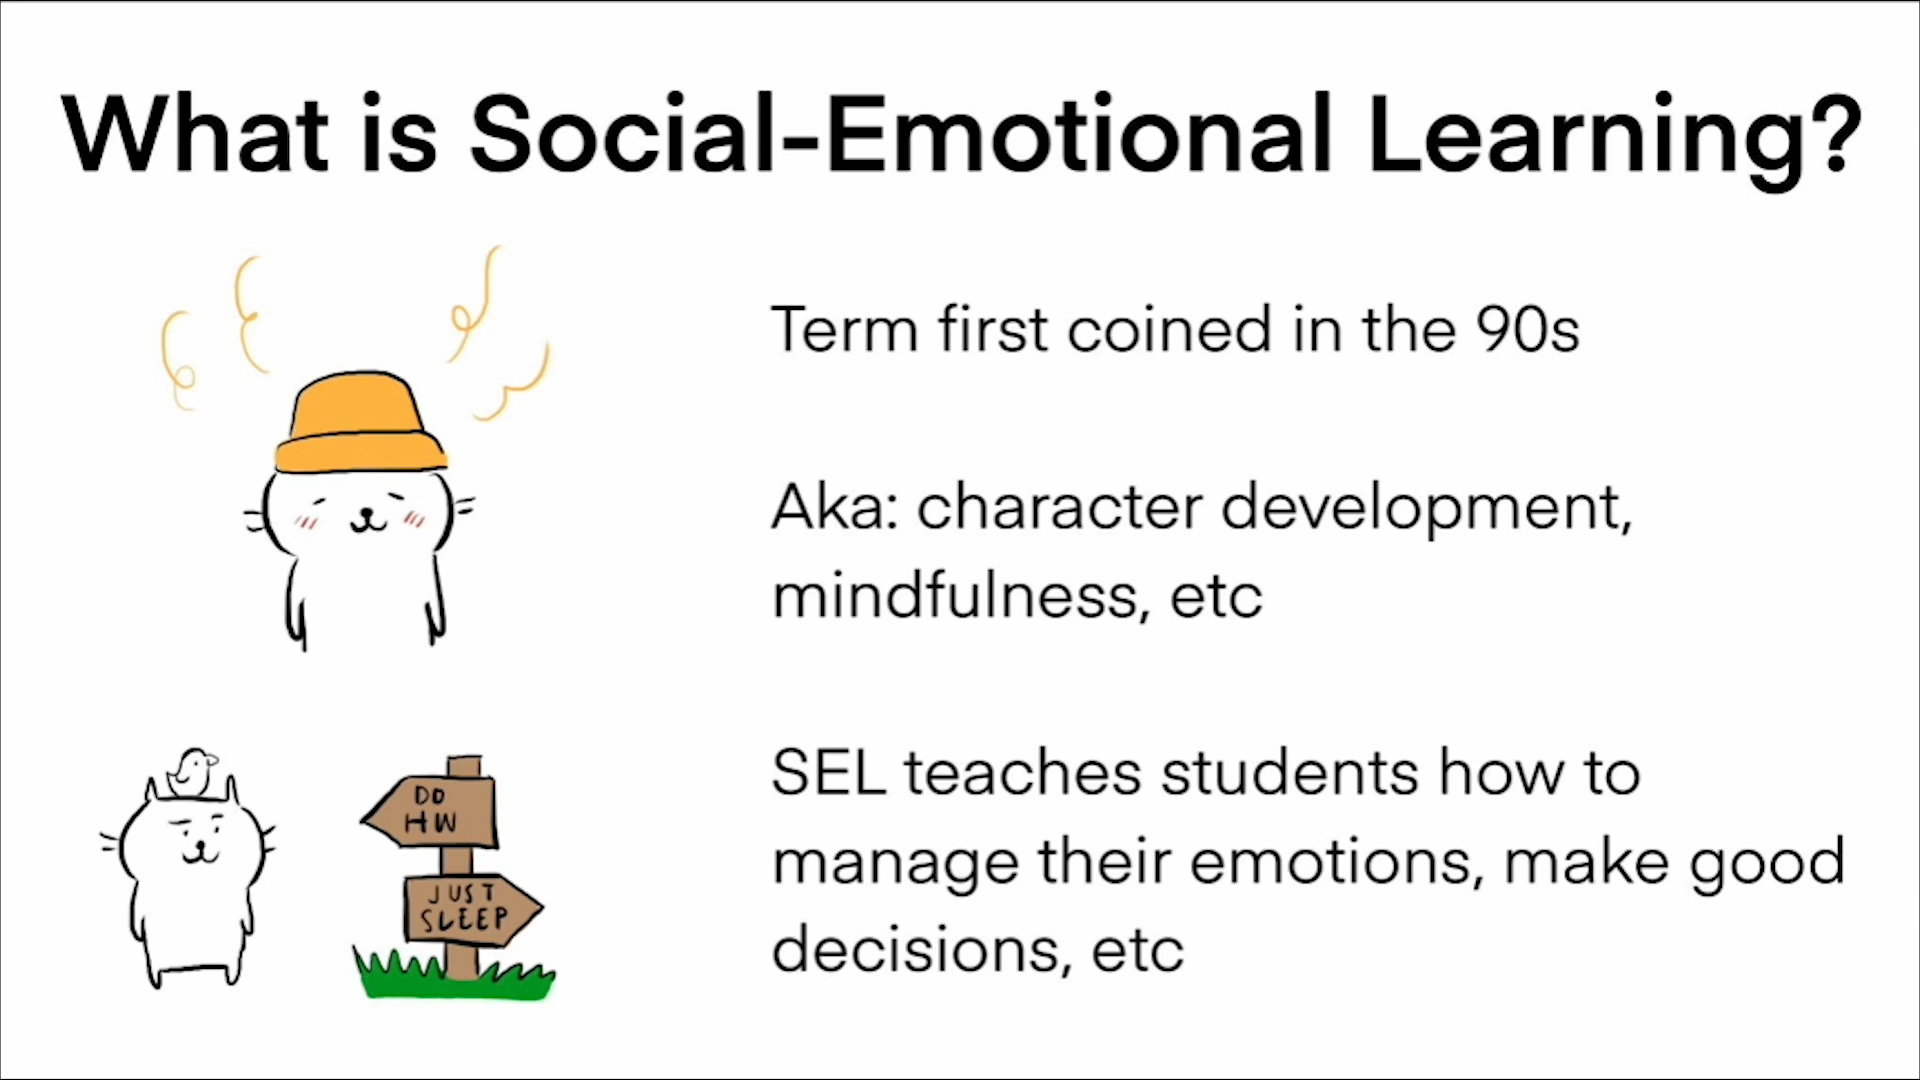 What is Social-Emotional Learning?
Term first coined in the 90s
Aka: character development,
mindfulness, etc
SEL teaches students how to
manage their emotions, make good
decisions, etc
DO
HW
JUST
SLEEP